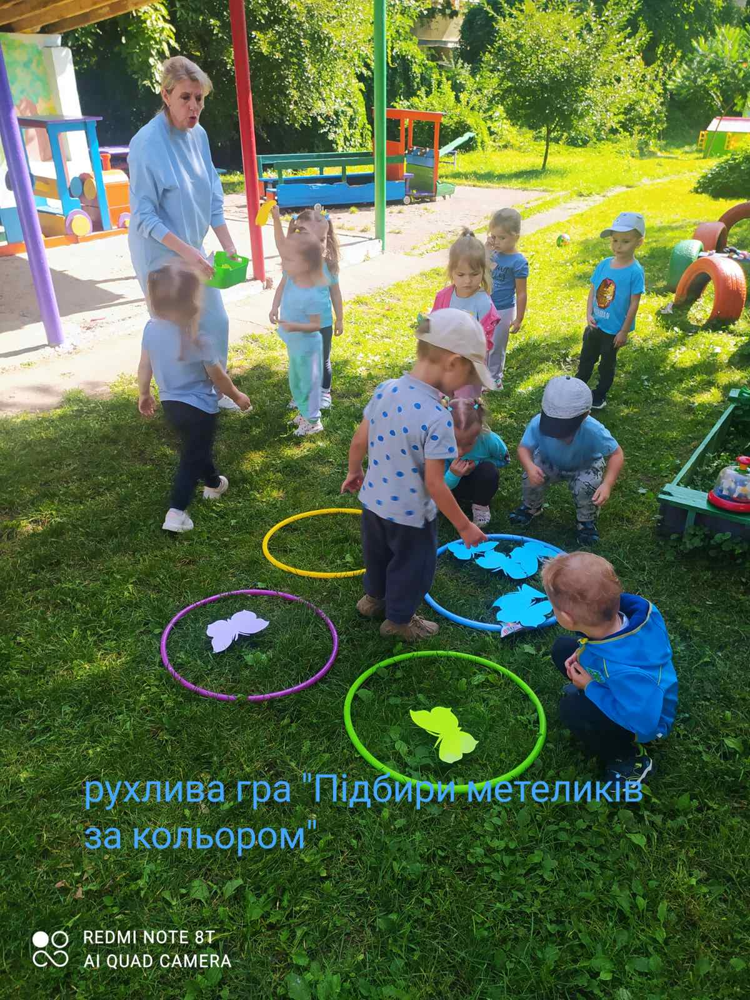 рухлива гра "Підбири метеликів
за кольором"
REDMI NOTE 8T
AI QUAD CAMERA